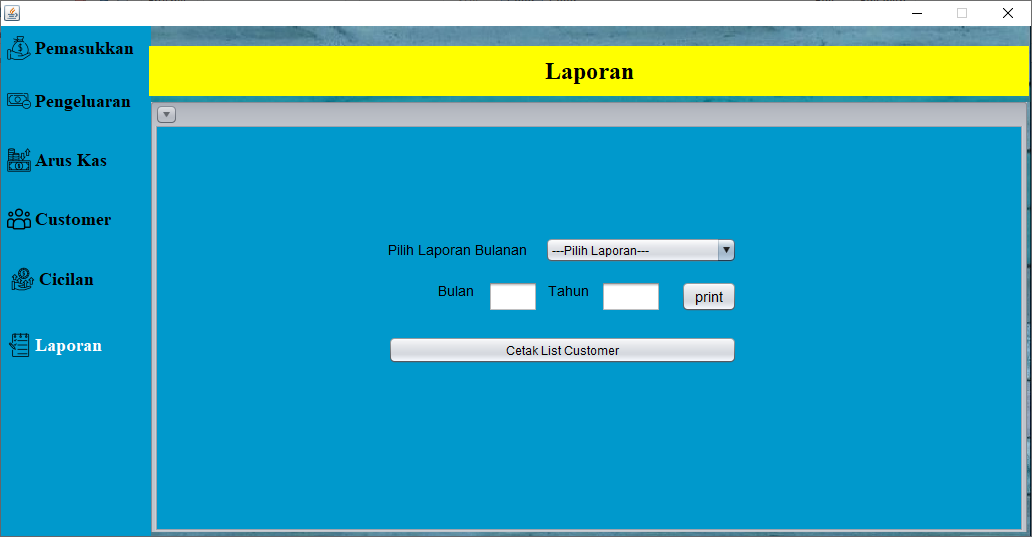 Pemasukkan
Pengeluaran
Arus Kas
Customer
Cicilan
Laporan
Laporan
Pilih Laporan Bulanan ---Pilih Laporan---
Bulan Tahun print
Cetak List Customer